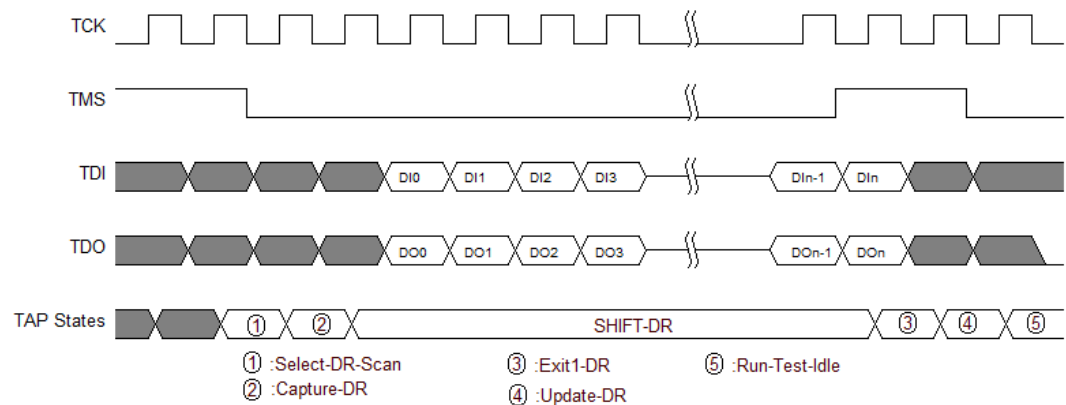 TCK
TMS
TDI DI0 DI1 DI2 DI3 DIn-1 DIn
TDO DO0 DO1 DO2 DO3 DOn-1 DOn
TAP States ① ② SHIFT-DR ③ ④ ⑤
① :Select-DR-Scan ③ :Exit1-DR ⑤ :Run-Test-Idle
② :Capture-DR ④ :Update-DR